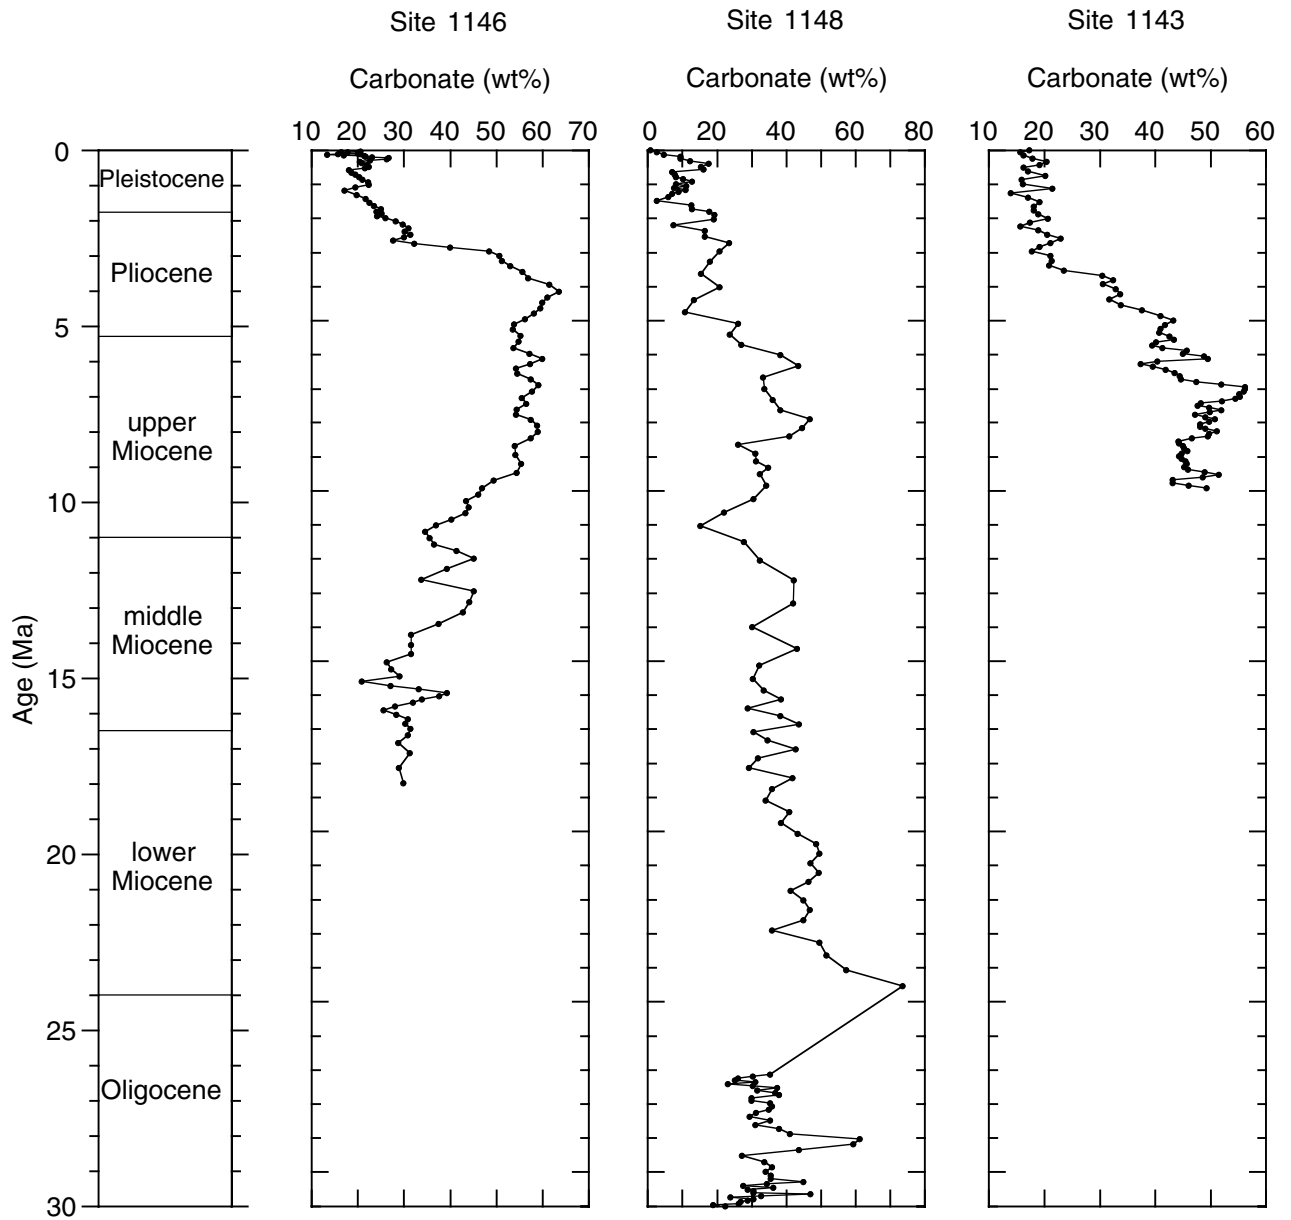 Site 1146 Site 1148 Site 1143
Carbonate (wt%) Carbonate (wt%) Carbonate (wt%)
10 20 30 40 50 60 70 0 20 40 60 80 10 20 30 40 50 60
0
Pleistocene
Pliocene
5
upper
Miocene
10
middle
Miocene
Age (Ma)
15
lower
Miocene
20
25
Oligocene
30